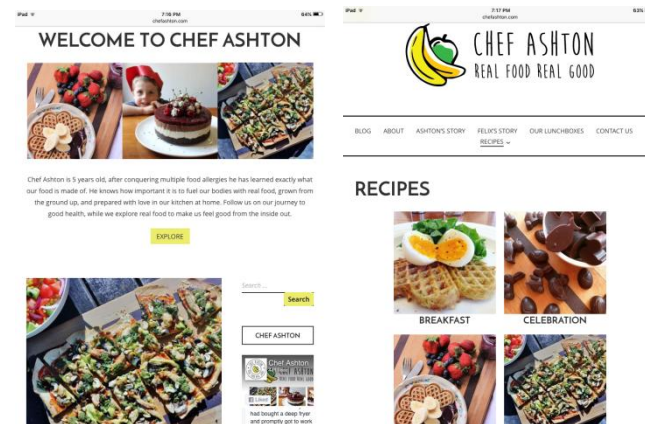 iPad
7:16 PM
chefashton.com
64%
WELCOME TO CHEF ASHTON
Chef Ashton is 5 years old, after conquering multiple food allergies he has learned exactly what
our food is made of. He knows how important it is to fuel our bodies with real food, grown from
the ground up, and prepared with love in our kitchen at home. Follow us on our journey to
good health, while we explore real food to make us feel good from the inside out.
EXPLORE
Search ...
Search
CHEF ASHTON
Chef Ashton
Liked
had bought a deep fryer
and promptly got to work
iPad
7:17 PM
chefashton.com
63%
CHEF ASHTON
REAL FOOD REAL GOOD
BLOG ABOUT ASHTON'S STORY FELIX'S STORY OUR LUNCHBOXES CONTACT US
RECIPES
RECIPES
BREAKFAST CELEBRATION